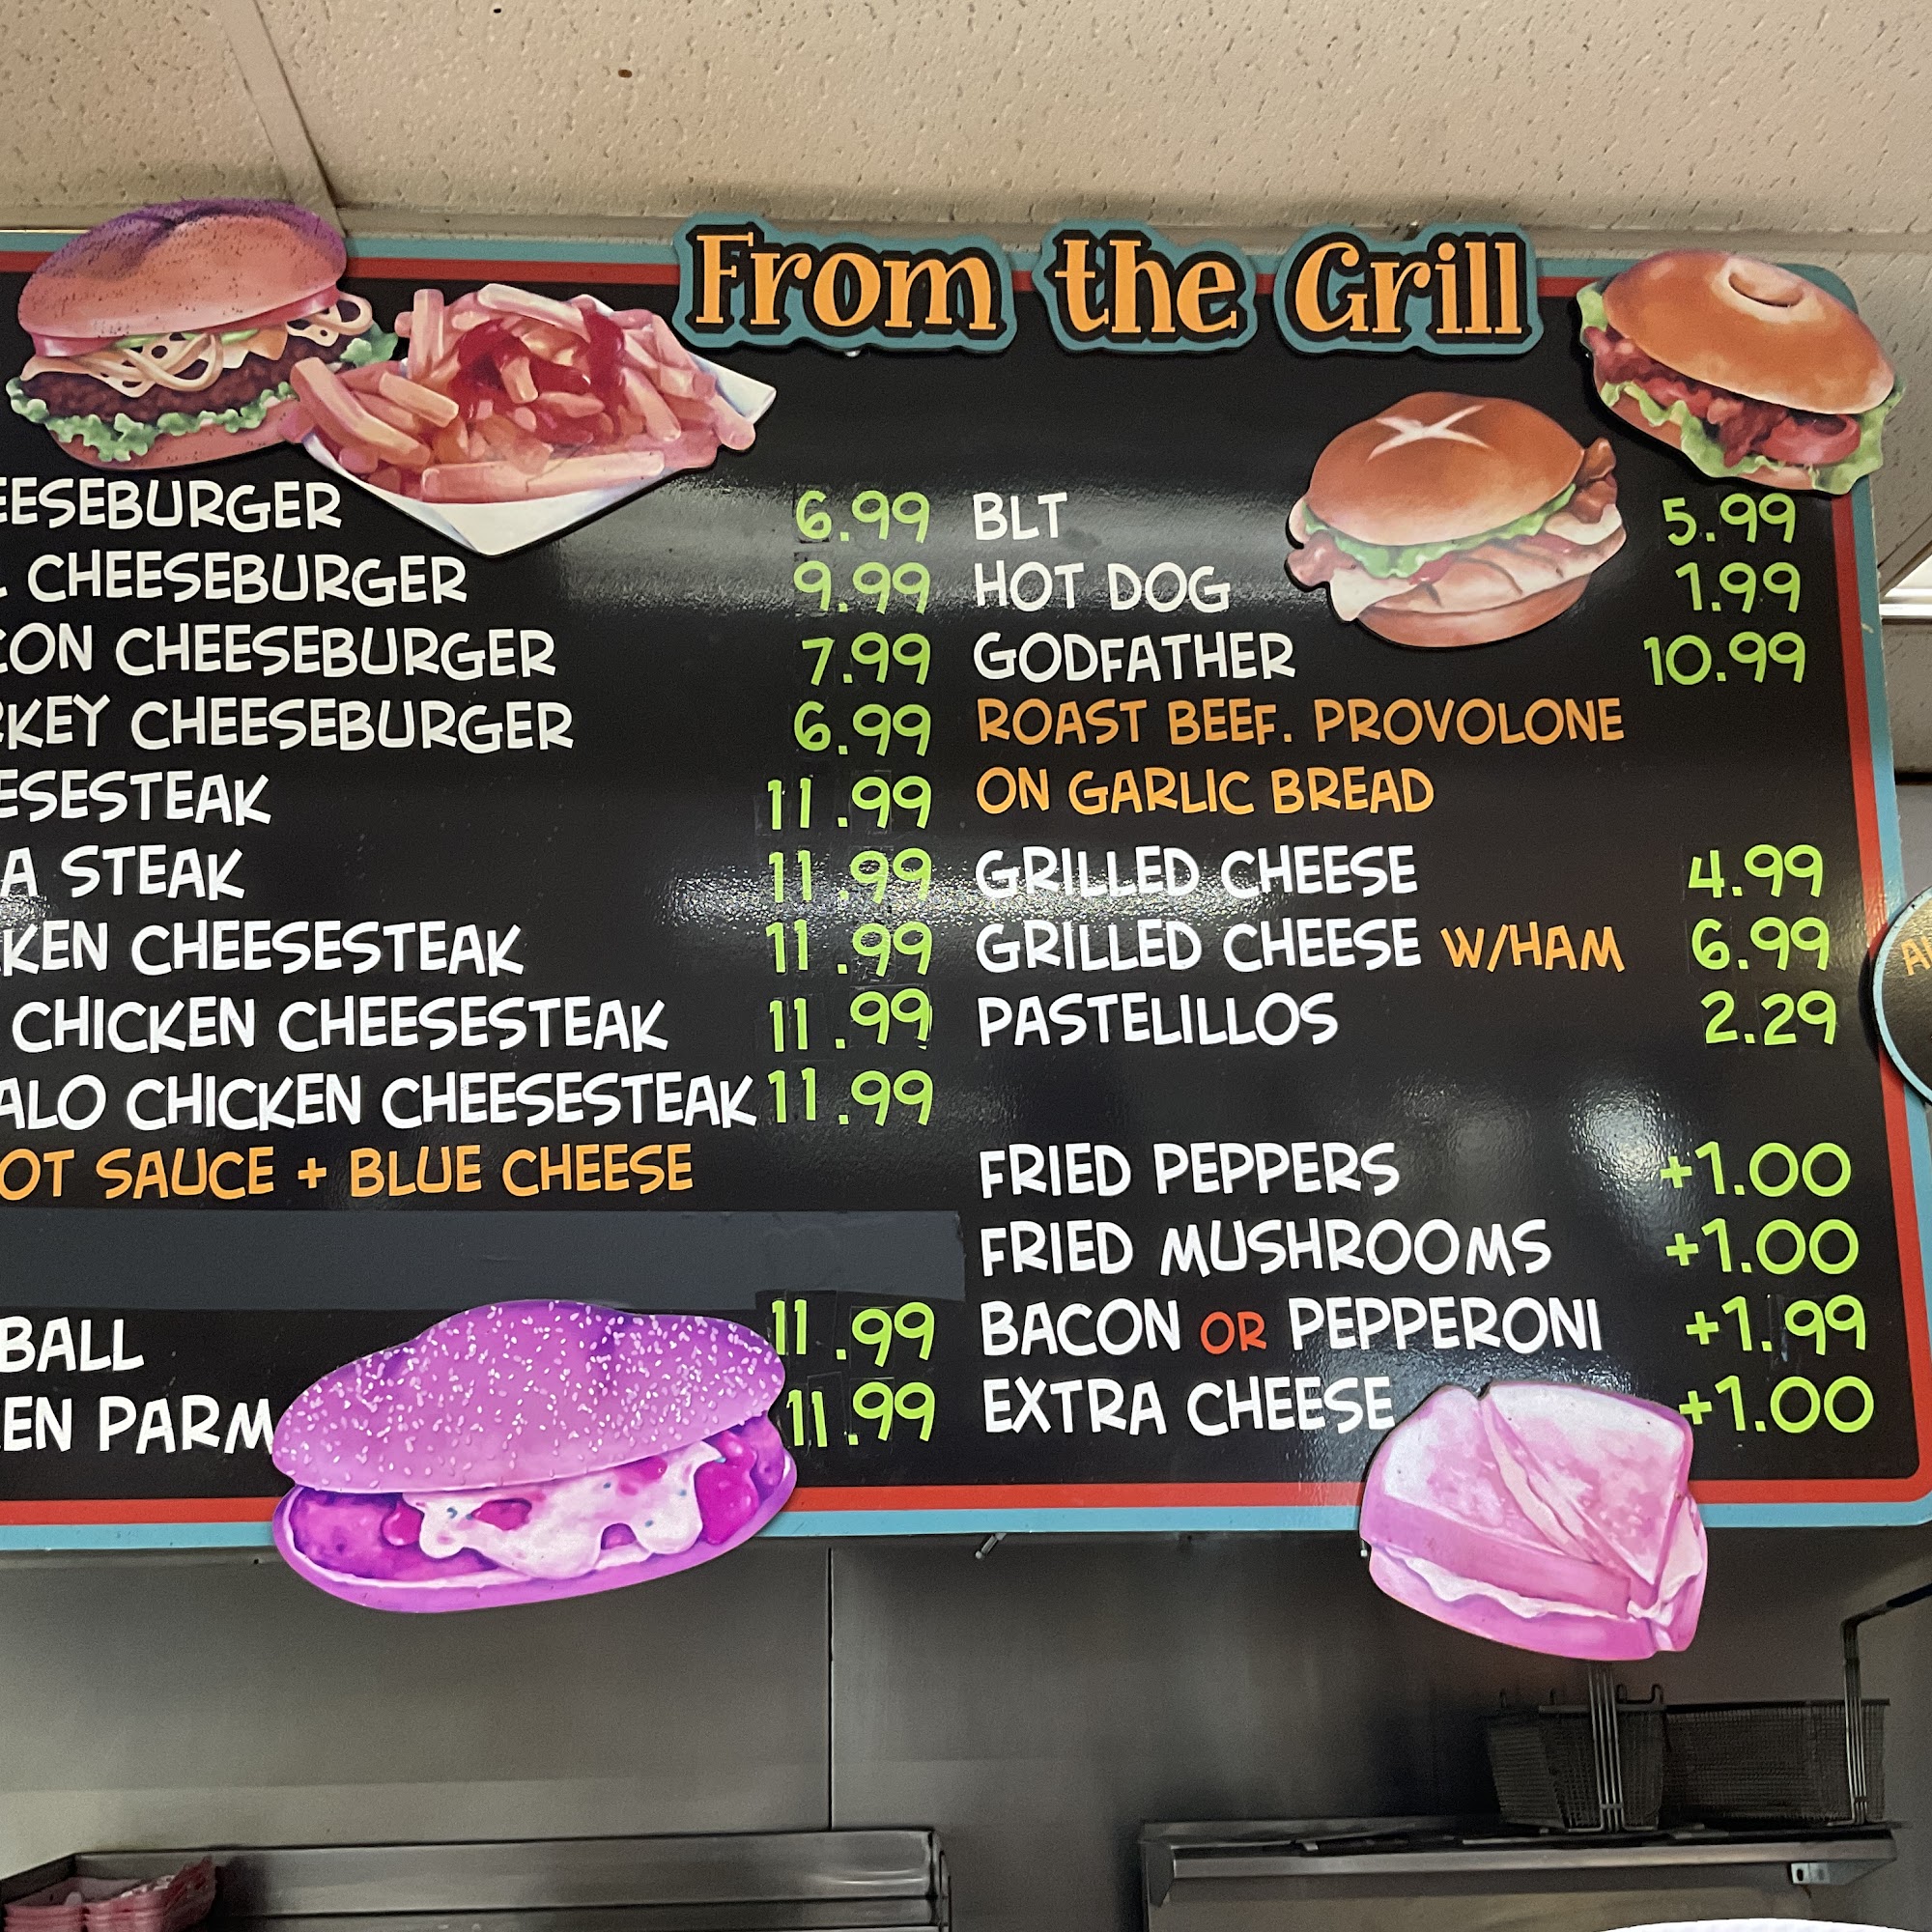 From the Grill
EESEBURGER 6.99
CHEESEBURGER 9.99
CON CHEESEBURGER 7.99
RKEY CHEESEBURGER 6.99
ESESTEAK 11.99
A STEAK 11.99
KEN CHEESESTEAK 11.99
CHICKEN CHEESESTEAK 11.99
ALO CHICKEN CHEESESTEAK 11.99
OT SAUCE + BLUE CHEESE
BALL 11.99
EN PARM 11.99
BLT 5.99
HOT DOG 1.99
GODFATHER 10.99
ROAST BEEF. PROVOLONE
ON GARLIC BREAD
GRILLED CHEESE 4.99
GRILLED CHEESE W/HAM 6.99
PASTELILLOS 2.29
FRIED PEPPERS +1.00
FRIED MUSHROOMS +1.00
BACON OR PEPPERONI +1.99
EXTRA CHEESE +1.00